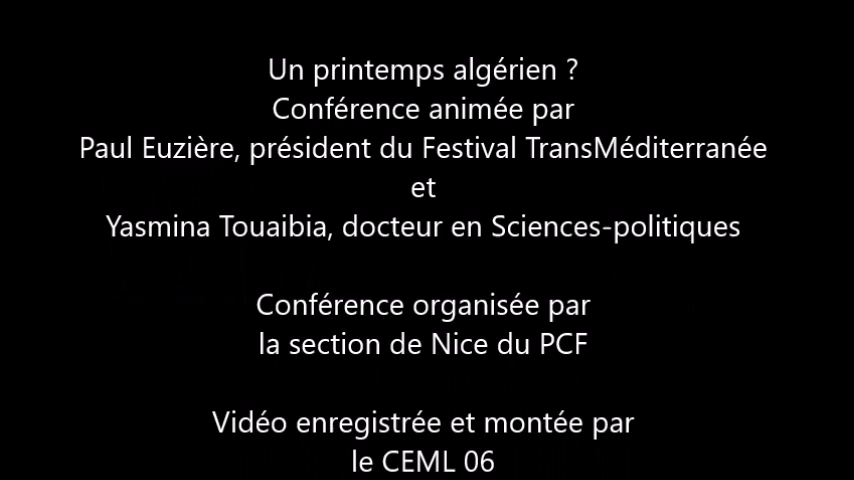 Un printemps algérien ?
Conférence animée par
Paul Euzière, président du Festival TransMéditerranée
et
Yasmina Touaibia, docteur en Sciences-politiques
Conférence organisée par
la section de Nice du PCF
Vidéo enregistrée et montée par
le CEML 06